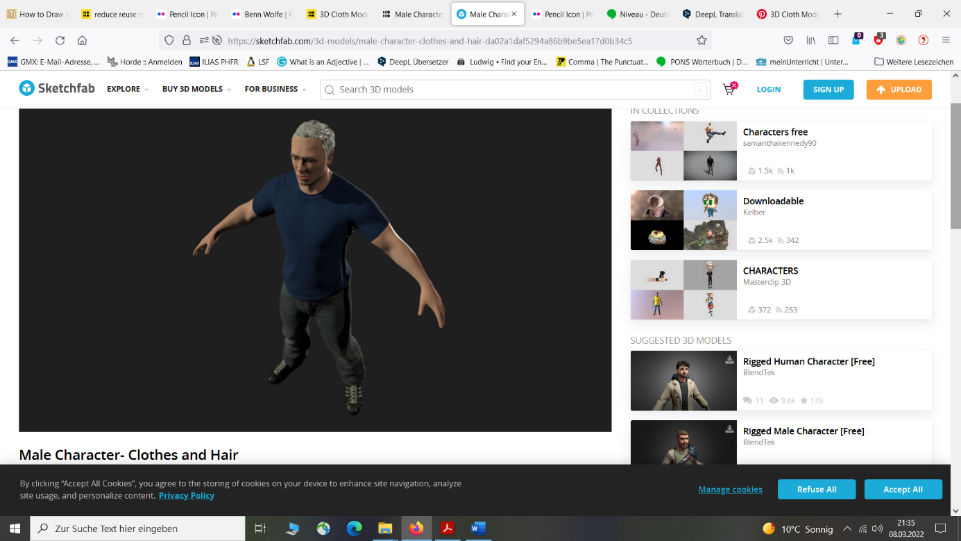 How to Draw
reduce reuse
Pencil Icon | Pe
Benn Wolfe | F
3D Cloth Mod
Male Characte
Male Charac
Pencil Icon | Pe
Niveau - Deut
DeepL Transla
3D Cloth Mode
https://sketchfab.com/3d-models/male-character-clothes-and-hair-da02a1daf5294a86b9be5ea17d0b34c5
GMX: E-Mail-Adresse, ...
Horde :: Anmelden
ILIAS PHFR
LSF
What is an Adjective | ...
DeepL Übersetzer
Ludwig • Find your En...
Comma | The Punctuat...
PONS Wörterbuch | D...
meinUnterricht | Unter...
Weitere Lesezeichen
Sketchfab
EXPLORE
BUY 3D MODELS
FOR BUSINESS
Search 3D models
/
LOGIN
SIGN UP
UPLOAD
IN COLLECTIONS
Characters free
samanthakennedy90
1.5k 1k
Downloadable
Kelber
2.5k 342
CHARACTERS
Masterclip 3D
372 253
SUGGESTED 3D MODELS
Rigged Human Character [Free]
BlendTek
11 9.6k 170
Rigged Male Character [Free]
BlendTek
Male Character- Clothes and Hair
By clicking “Accept All Cookies”, you agree to the storing of cookies on your device to enhance site navigation, analyze
site usage, and personalize content. Privacy Policy
Manage cookies
Refuse All
Accept All
Zur Suche Text hier eingeben
10°C Sonnig
21:35
08.03.2022